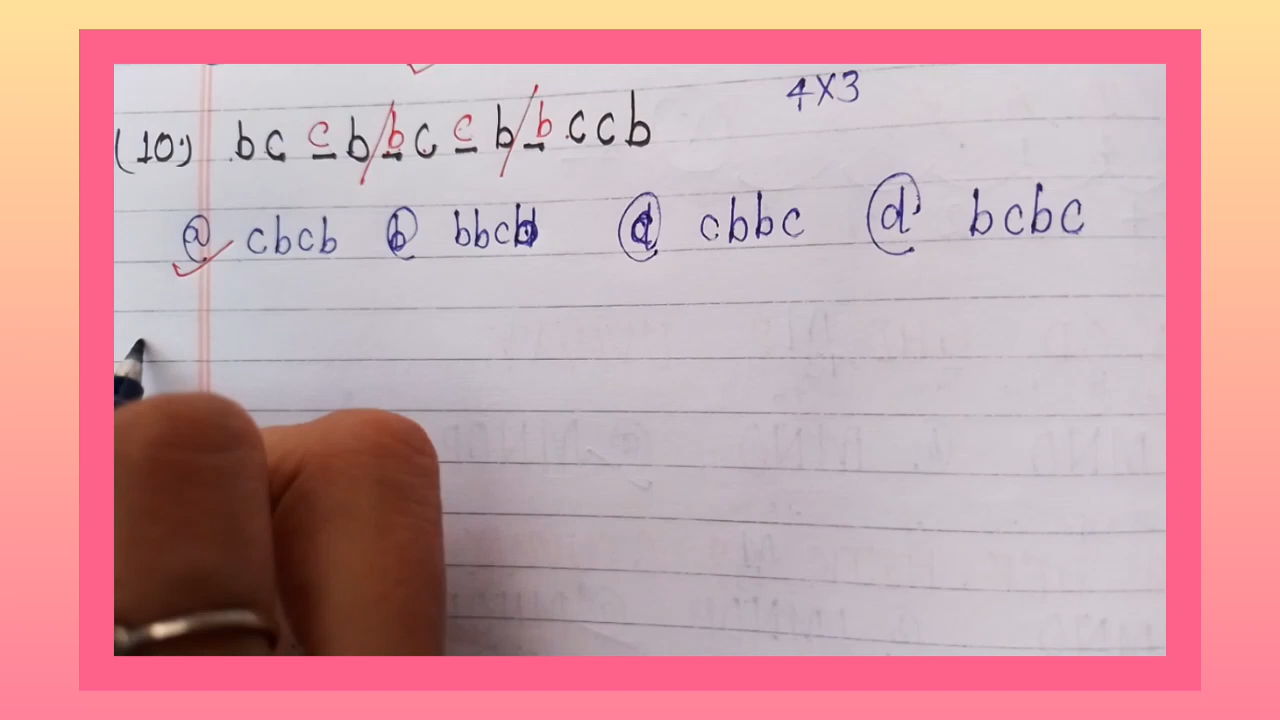 4X3
(10.) bc c b/b c c b/b ccb
(a) cbcb (b) bbcb (d) cbbc (d) bcbc